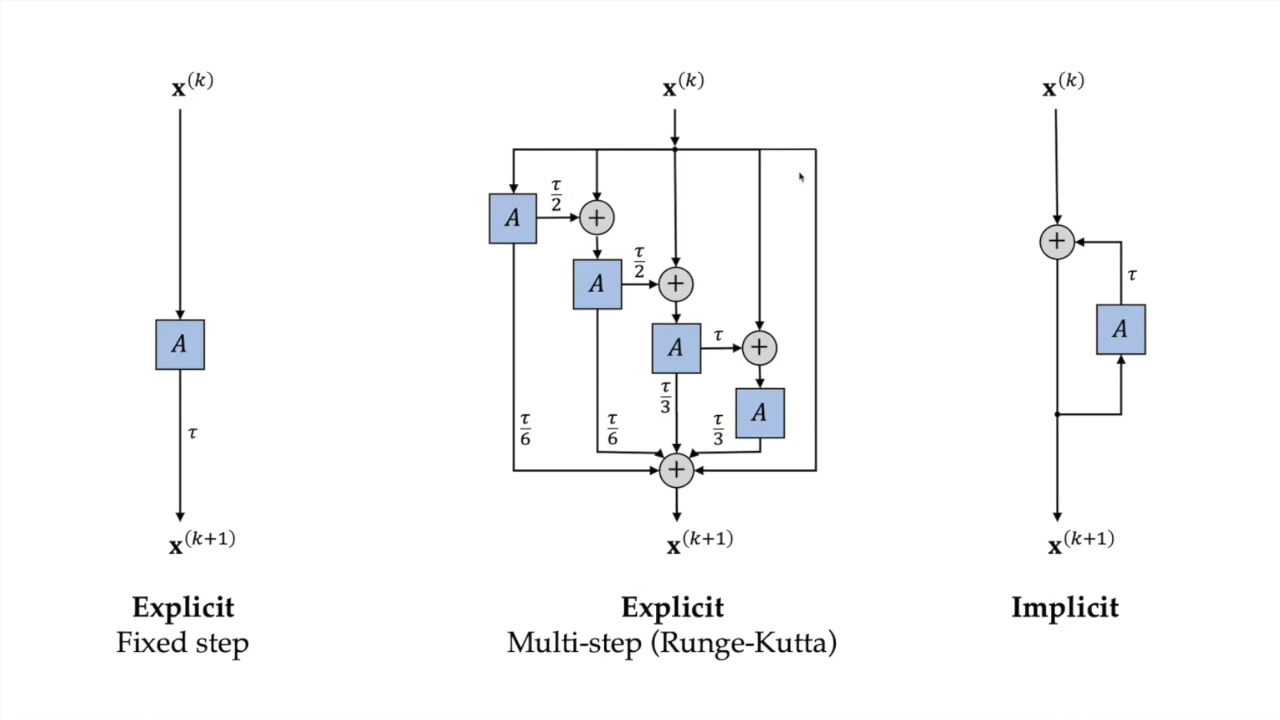 x^(k)
A
τ
x^(k+1)
Explicit
Fixed step
x^(k)
A
τ/2
+
A
τ/2
+
A
τ
+
τ/3
A
τ/6
τ/6
τ/3
+
x^(k+1)
Explicit
Multi-step (Runge-Kutta)
x^(k)
+
τ
A
x^(k+1)
Implicit